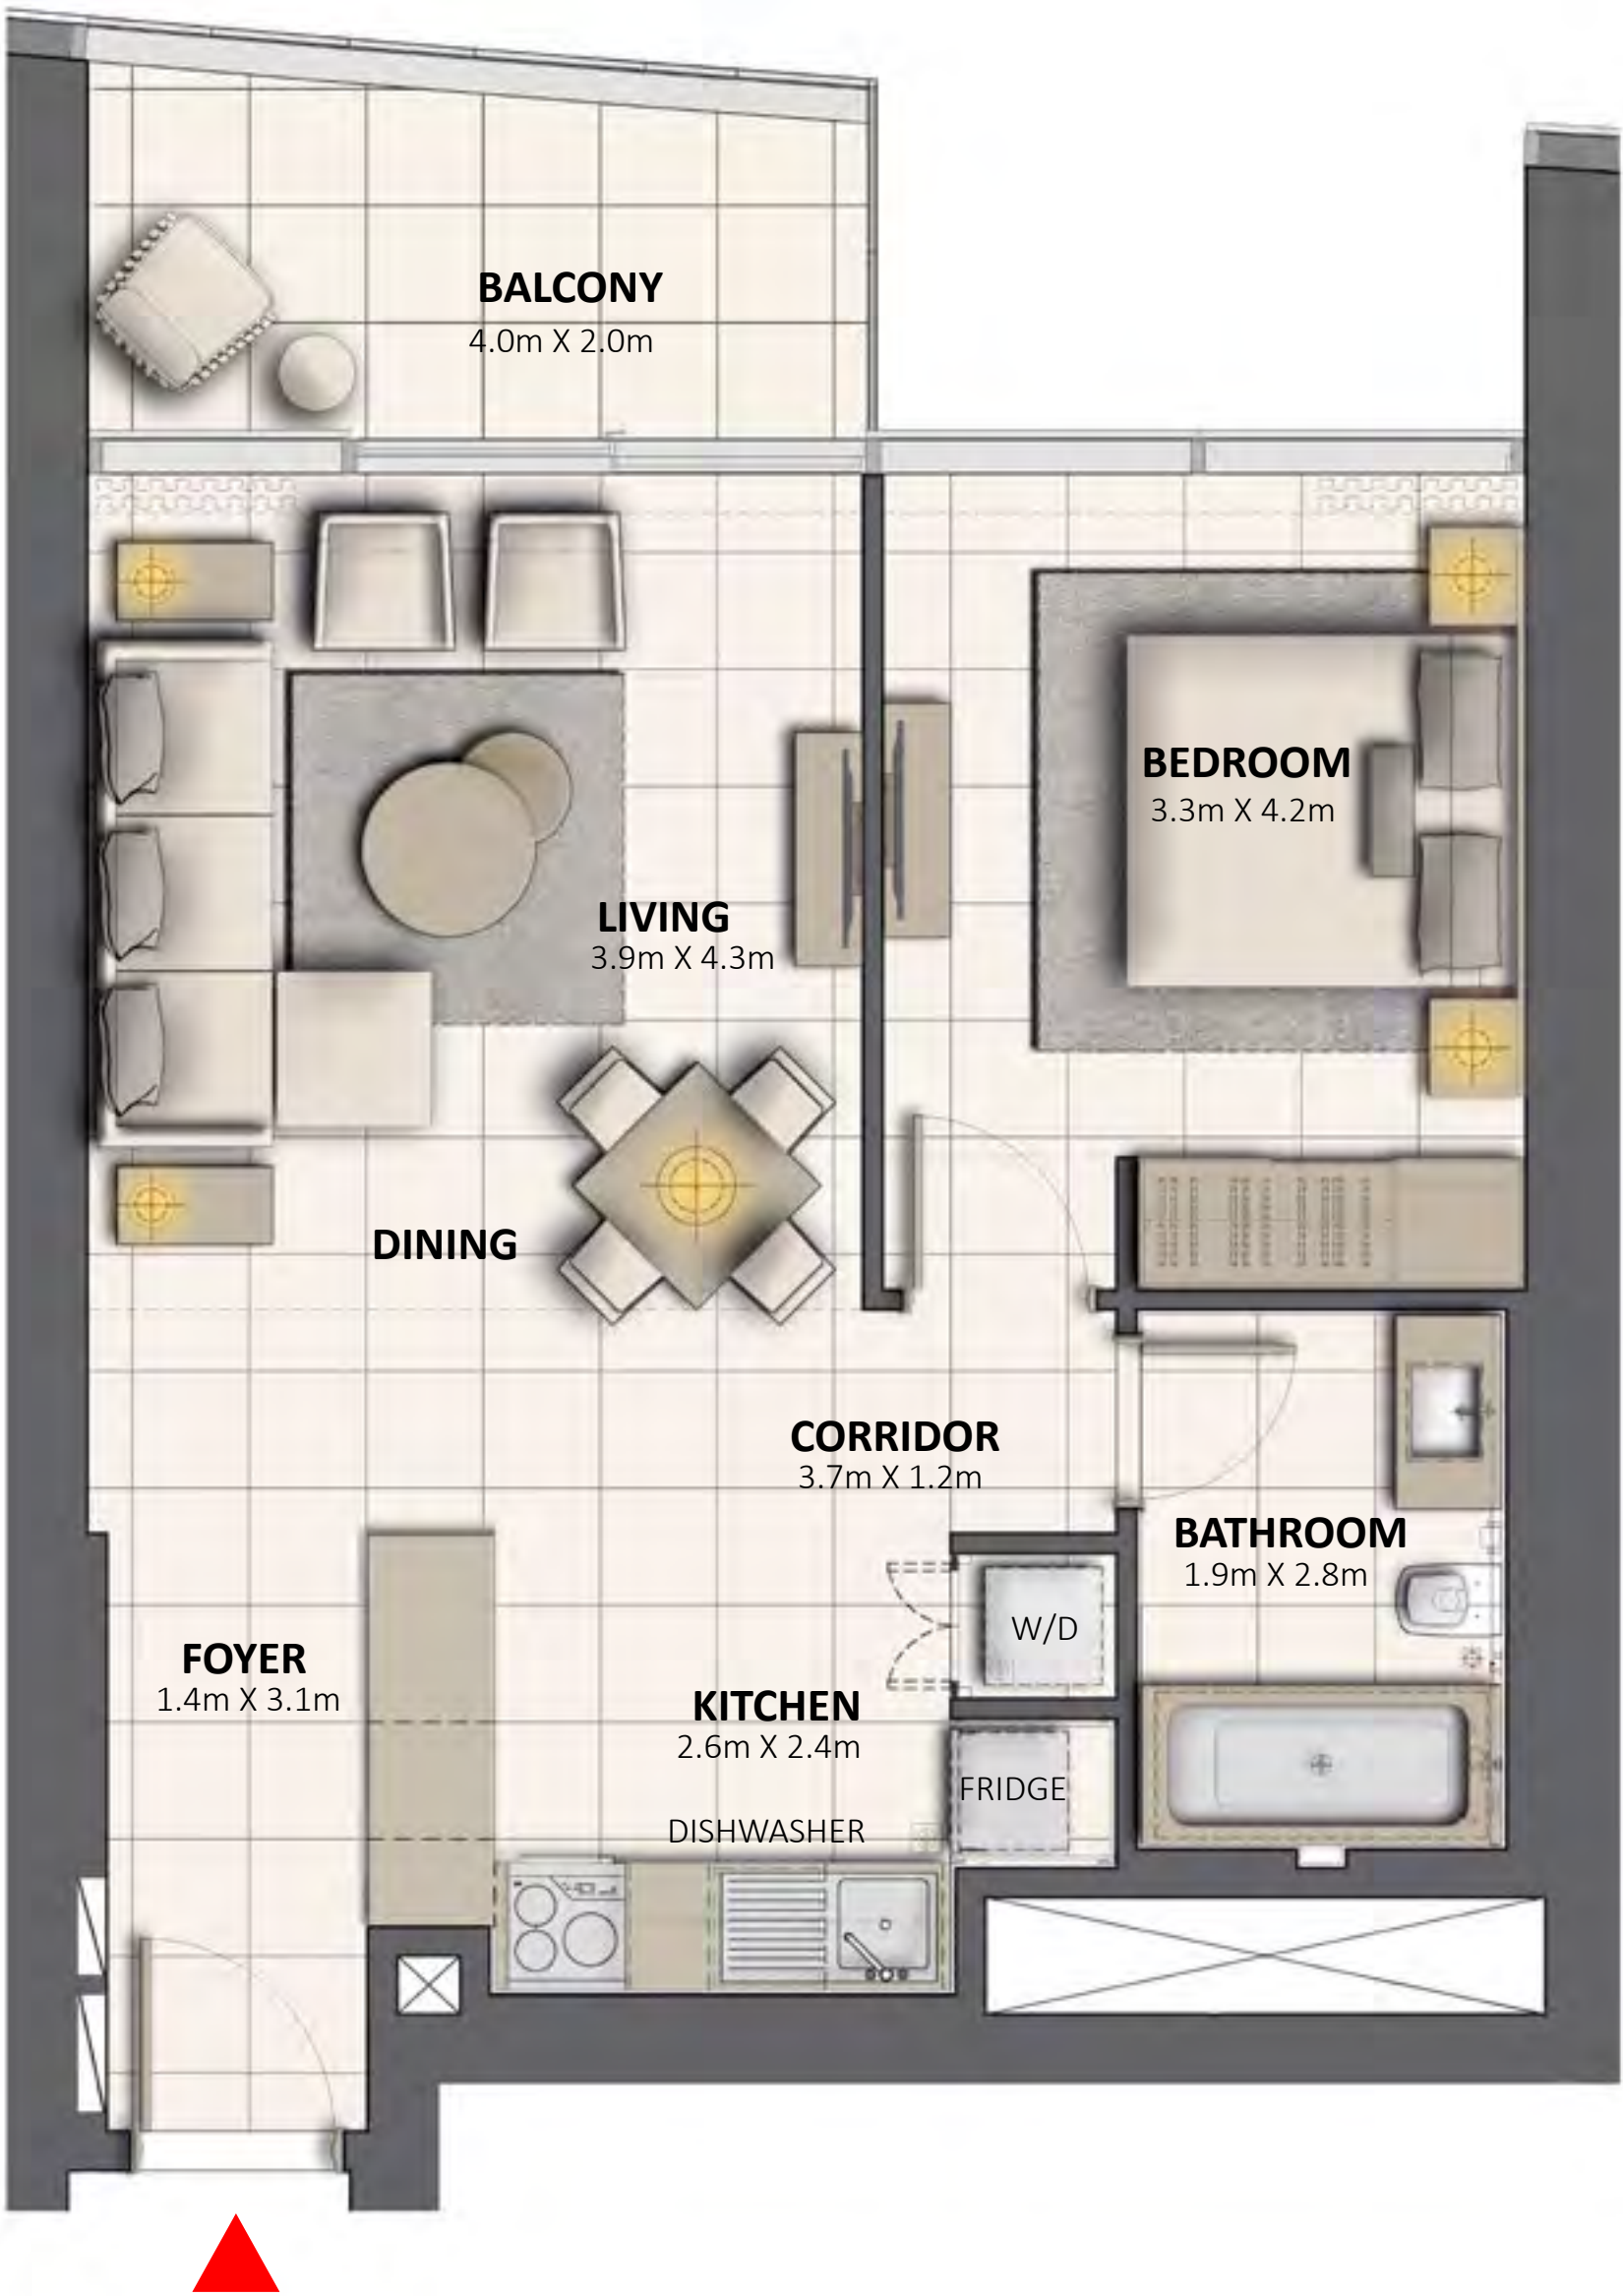 BALCONY
4.0m X 2.0m
BEDROOM
3.3m X 4.2m
LIVING
3.9m X 4.3m
DINING
CORRIDOR
3.7m X 1.2m
BATHROOM
1.9m X 2.8m
W/D
FOYER
1.4m X 3.1m
KITCHEN
2.6m X 2.4m
FRIDGE
DISHWASHER